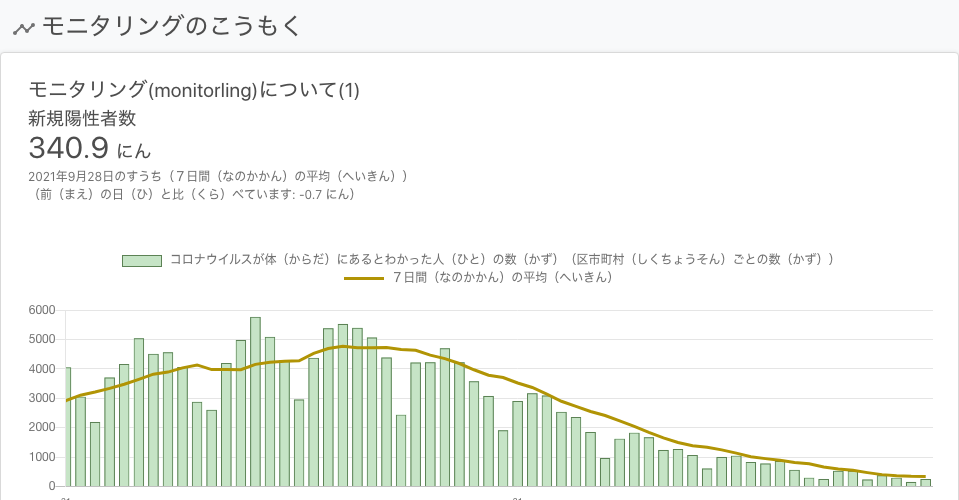 モニタリングのこうもく
モニタリング(monitorling)について(1)
新規陽性者数
340.9 にん
2021年9月28日のすうち（７日間（なのかかん）の平均（へいきん））
（前（まえ）の日（ひ）と比（くら）べています: -0.7 にん）
コロナウイルスが体（からだ）にあるとわかった人（ひと）の数（かず）（区市町村（しくちょうそん）ごとの数（かず））
７日間（なのかかん）の平均（へいきん）
6000
5000
4000
3000
2000
1000
0